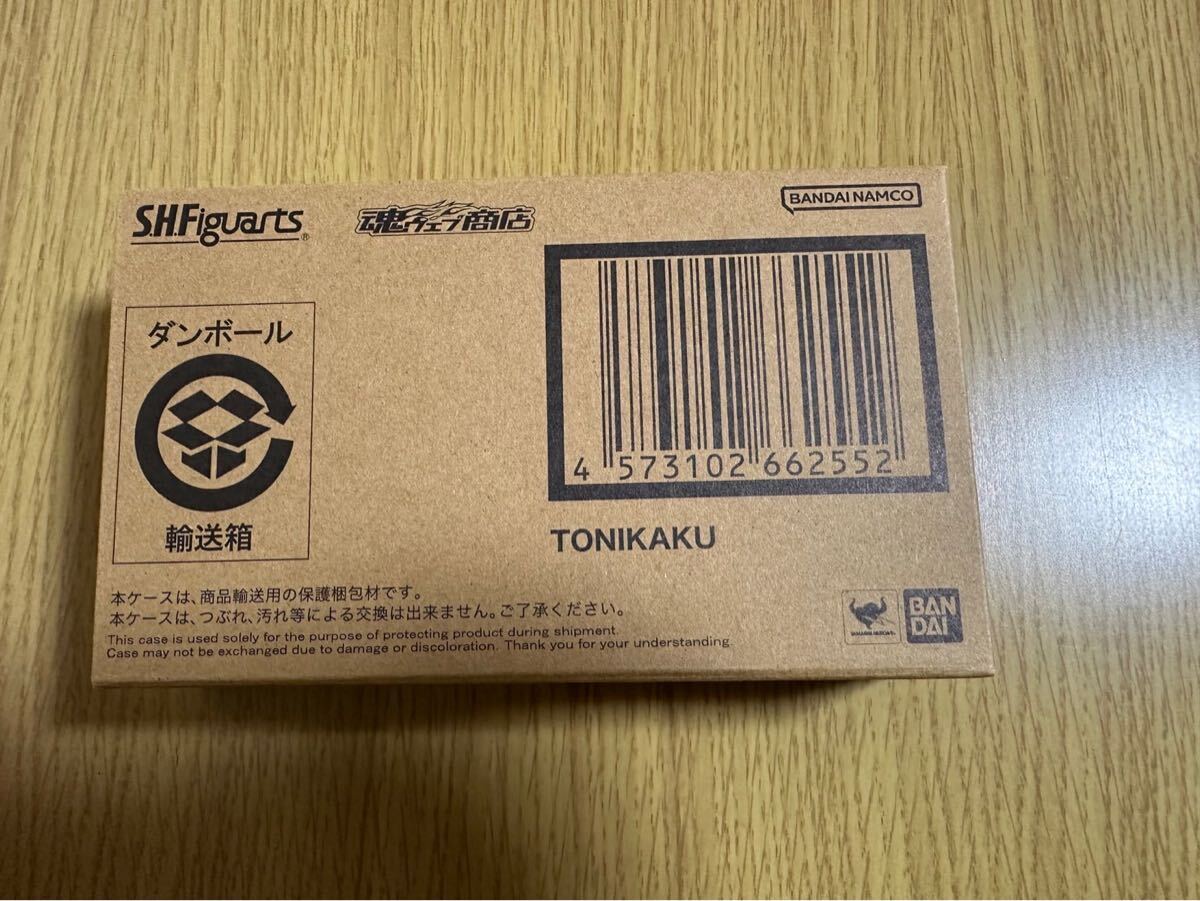 S.H.Figuarts®
魂ウェブ商店
BANDAI NAMCO
ダンボール
輸送箱
4 573102 662552
TONIKAKU
本ケースは、商品輸送用の保護梱包材です。
本ケースは、つぶれ、汚れ等による交換は出来ません。ご了承ください。
This case is used solely for the purpose of protecting product during shipment.
Case may not be exchanged due to damage or discoloration. Thank you for your understanding.
BAN
DAI